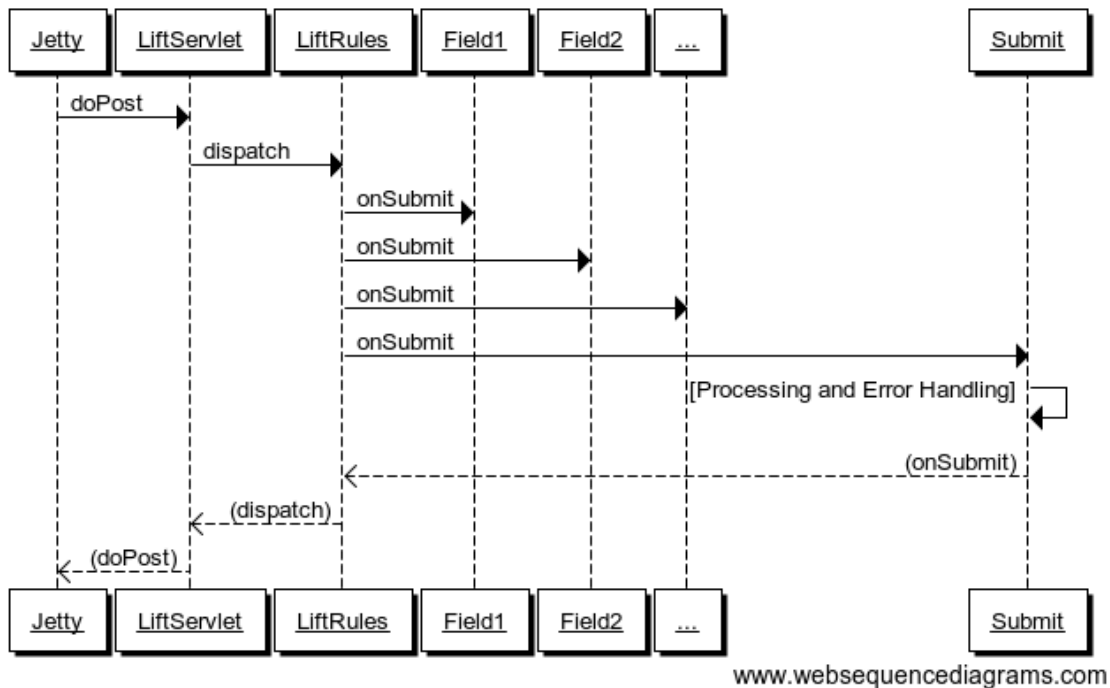 Jetty LiftServlet LiftRules Field1 Field2 ... Submit
doPost
dispatch
onSubmit
onSubmit
onSubmit
onSubmit
[Processing and Error Handling]
(onSubmit)
(dispatch)
(doPost)
Jetty LiftServlet LiftRules Field1 Field2 ... Submit
www.websequencediagrams.com